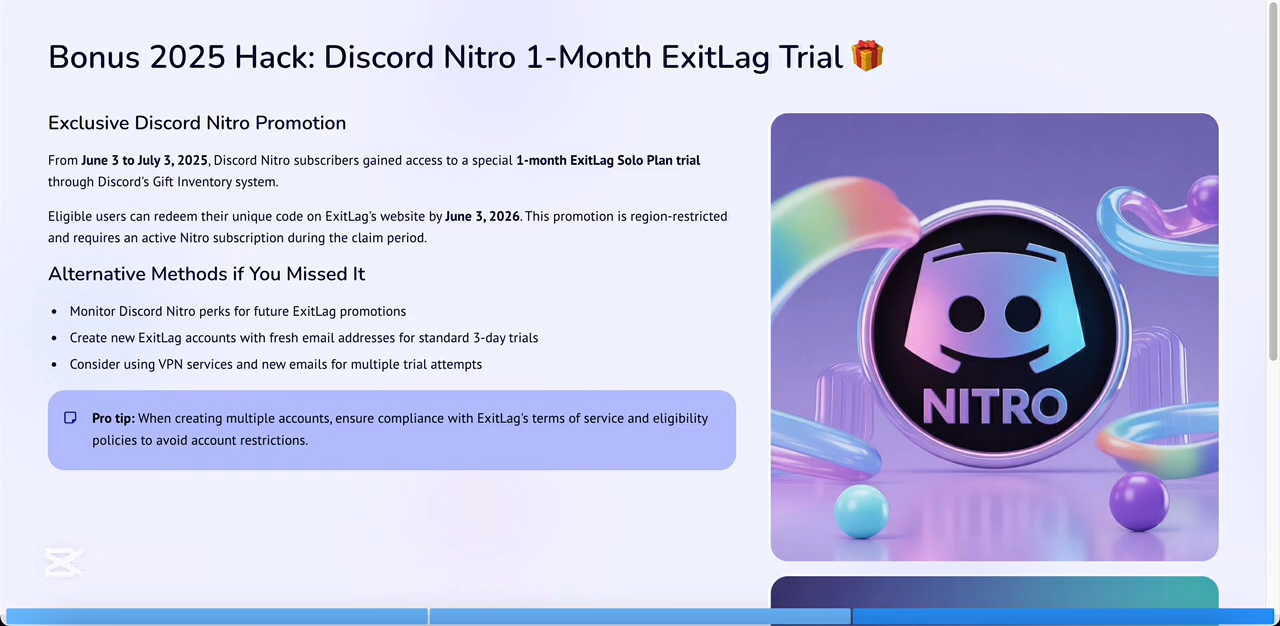 Bonus 2025 Hack: Discord Nitro 1-Month ExitLag Trial 🎁
Exclusive Discord Nitro Promotion
From June 3 to July 3, 2025, Discord Nitro subscribers gained access to a special 1-month ExitLag Solo Plan trial
through Discord's Gift Inventory system.
Eligible users can redeem their unique code on ExitLag's website by June 3, 2026. This promotion is region-restricted
and requires an active Nitro subscription during the claim period.
Alternative Methods if You Missed It
• Monitor Discord Nitro perks for future ExitLag promotions
• Create new ExitLag accounts with fresh email addresses for standard 3-day trials
• Consider using VPN services and new emails for multiple trial attempts
Pro tip: When creating multiple accounts, ensure compliance with ExitLag's terms of service and eligibility
policies to avoid account restrictions.
NITRO